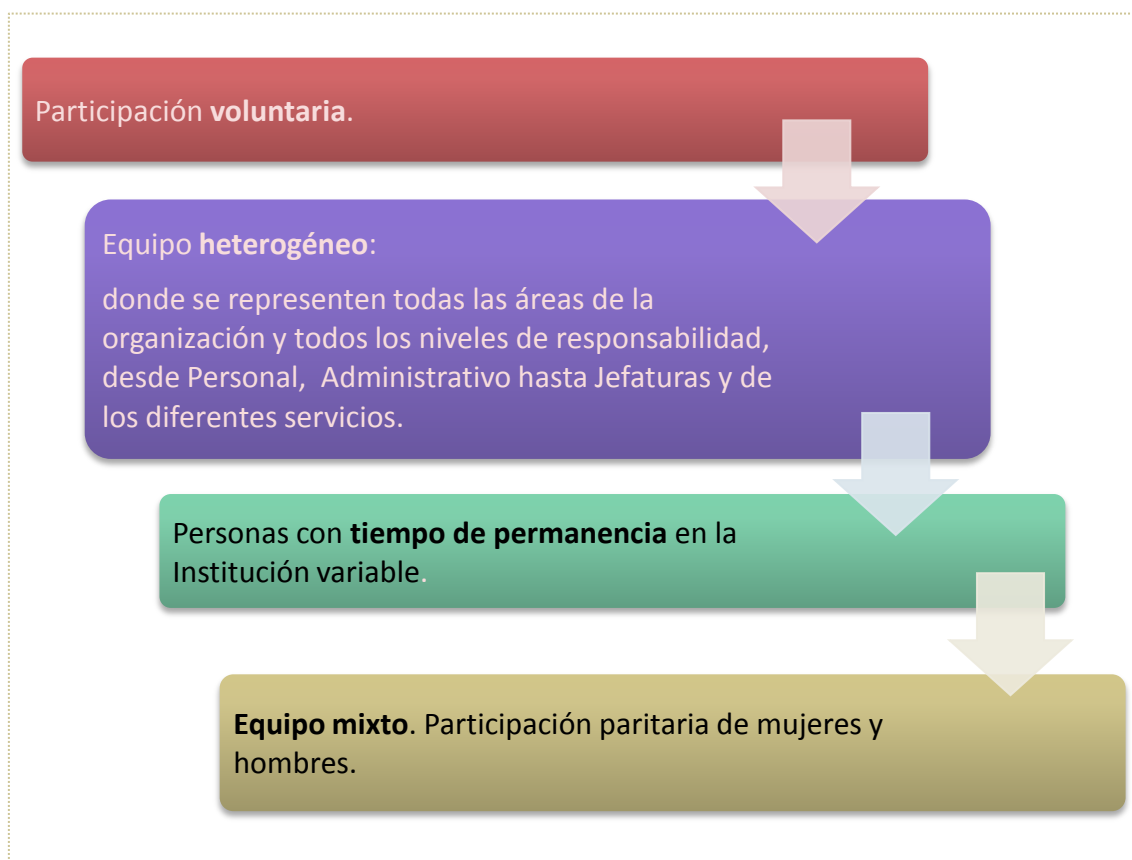 Participación voluntaria.
Equipo heterogéneo:
donde se representen todas las áreas de la
organización y todos los niveles de responsabilidad,
desde Personal,  Administrativo hasta Jefaturas y de
los diferentes servicios.
Personas con tiempo de permanencia en la
Institución variable.
Equipo mixto. Participación paritaria de mujeres y
hombres.